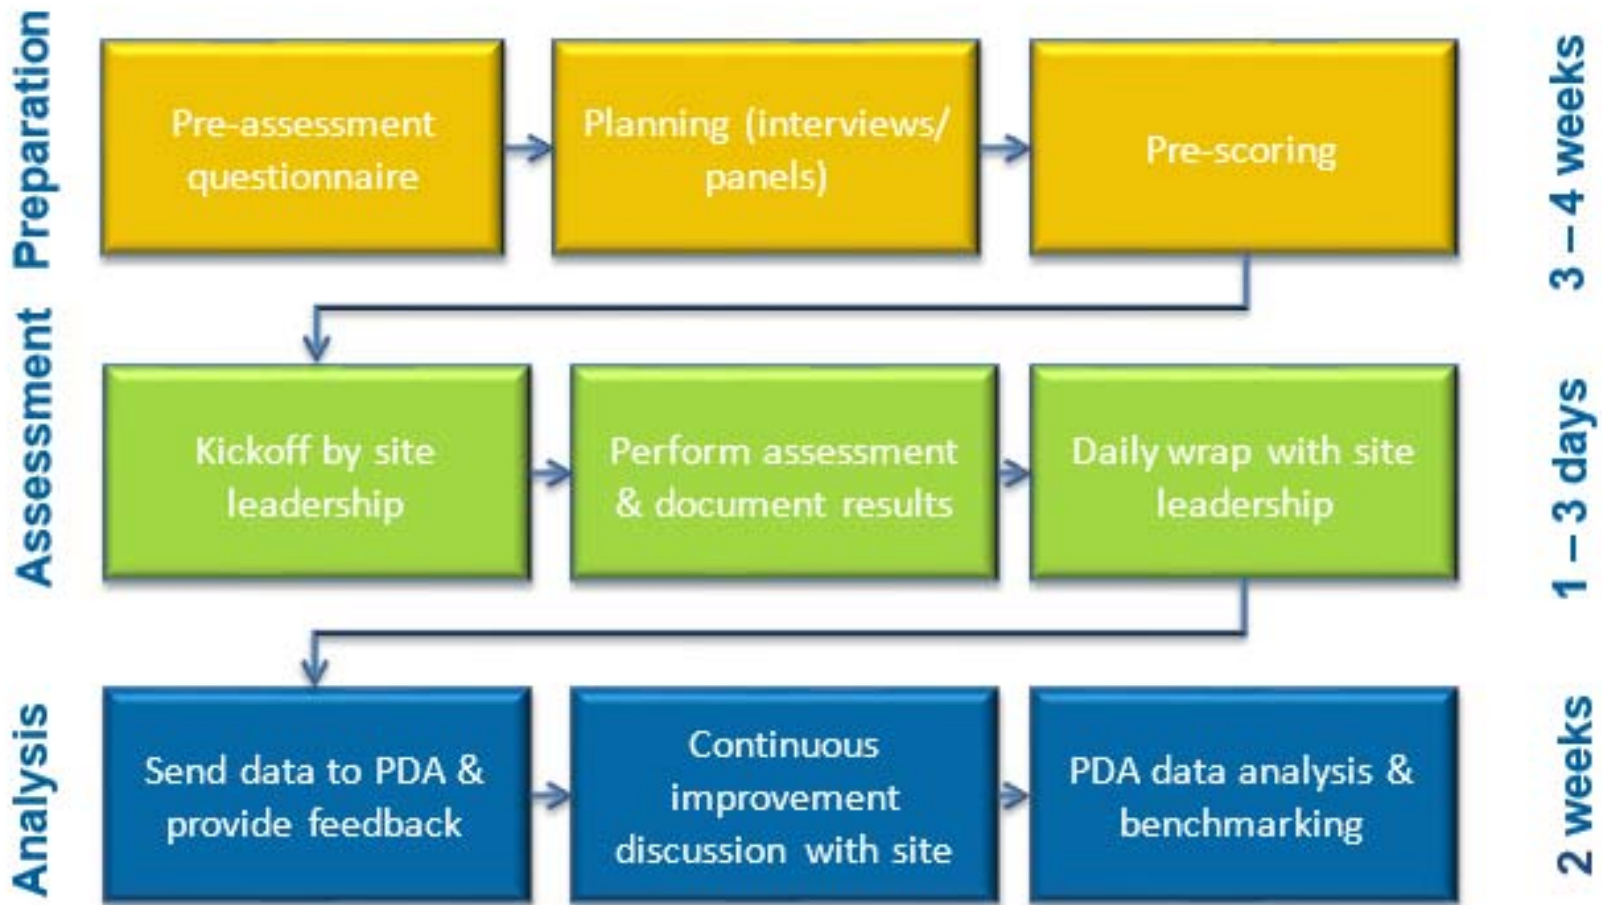 Preparation
Pre-assessment
questionnaire
Planning (interviews/
panels)
Pre-scoring
3 – 4 weeks
Assessment
Kickoff by site
leadership
Perform assessment
& document results
Daily wrap with site
leadership
1 – 3 days
Analysis
Send data to PDA &
provide feedback
Continuous
improvement
discussion with site
PDA data analysis &
benchmarking
2 weeks